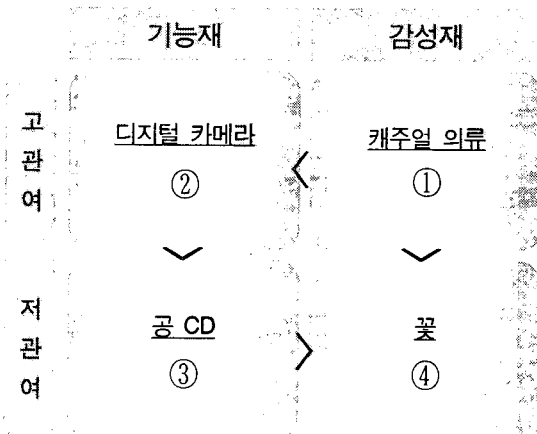 기능재 감성재
고관여
디지털 카메라 < 캐주얼 의류
② ①
저관여
공 CD > 꽃
③ ④